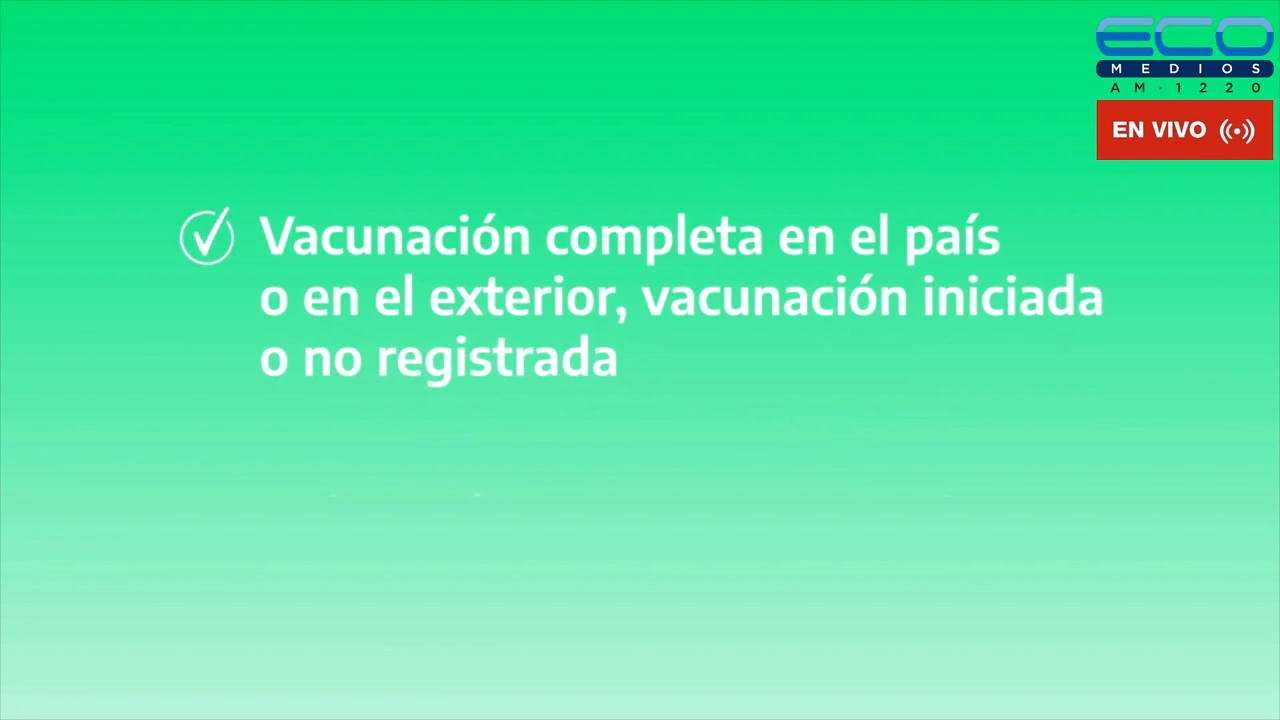 ECO
MEDIOS
AM·1220
EN VIVO
Vacunación completa en el país
o en el exterior, vacunación iniciada
o no registrada